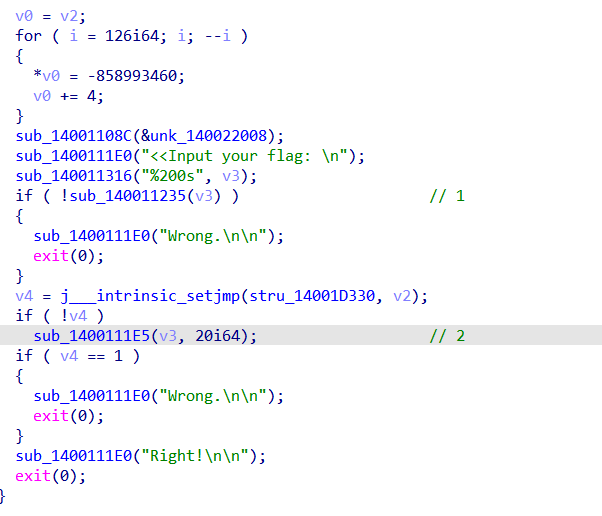 v0 = v2;
for ( i = 126i64; i; --i )
{
*v0 = -858993460;
v0 += 4;
}
sub_14001108C(&unk_140022008);
sub_1400111E0("<<Input your flag: \n");
sub_140011316("%200s", v3);
if ( !sub_140011235(v3) ) // 1
{
sub_1400111E0("Wrong.\n\n");
exit(0);
}
v4 = j___intrinsic_setjmp(stru_14001D330, v2);
if ( !v4 )
sub_1400111E5(v3, 20i64); // 2
if ( v4 == 1 )
{
sub_1400111E0("Wrong.\n\n");
exit(0);
}
sub_1400111E0("Right!\n\n");
exit(0);
}